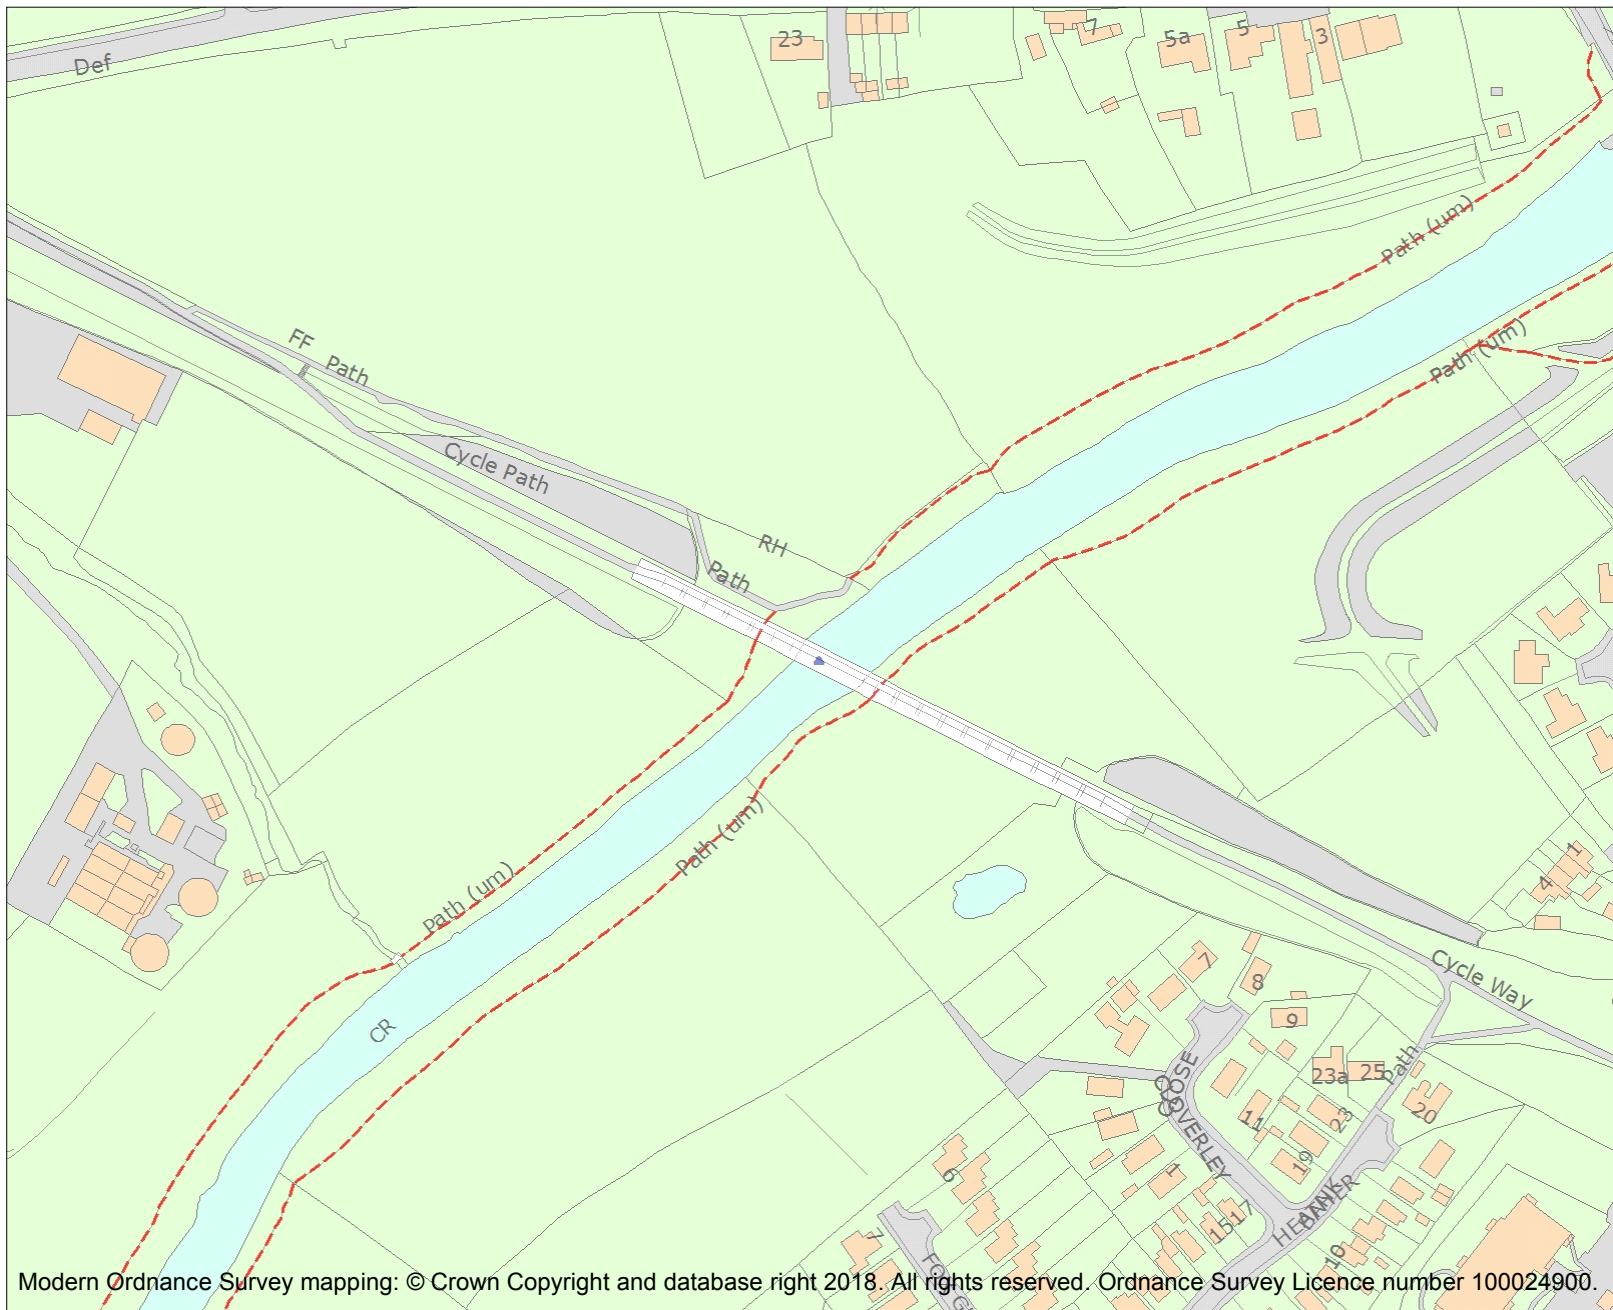 Def
23
7
5a
5
3
Path (um)
FF
Path
Path (um)
Cycle Path
RH
Path
1
4
Path (um)
Path (um)
Cycle Way
7
8
9
CR
23a
25
Path
CLOSE
CLOVERLEY
11
23
20
19
6
1
15
17
10
7
Modern Ordnance Survey mapping: © Crown Copyright and database right 2018. All rights reserved. Ordnance Survey Licence number 100024900.